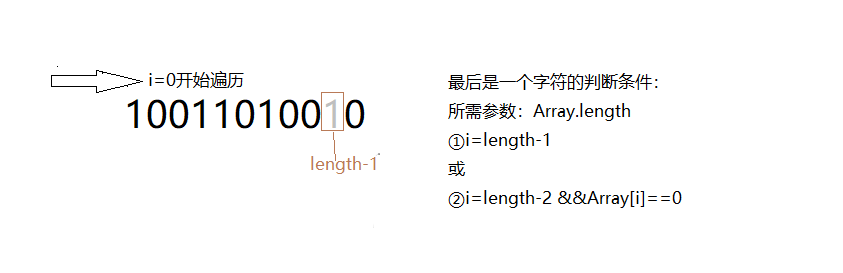 i=0开始遍历
100110100010
length-1
最后是一个字符的判断条件：
所需参数：Array.length
①i=length-1
或
②i=length-2 &&Array[i]==0